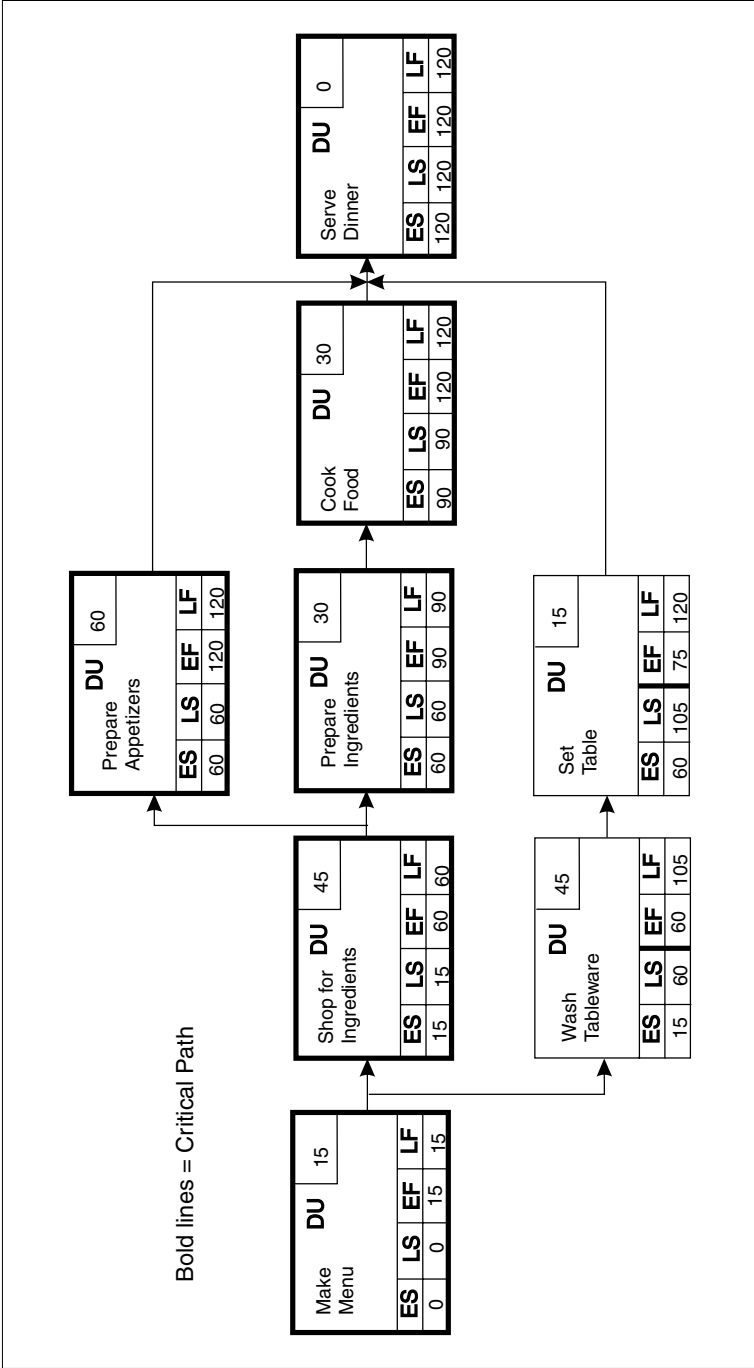 Bold lines = Critical Path
Make
Menu
DU
15
ES LS EF LF
0 0 15 15
Shop for
Ingredients
DU
45
ES LS EF LF
15 15 60 60
Wash
Tableware
DU
45
ES LS EF LF
15 60 60 105
Prepare
Appetizers
DU
60
ES LS EF LF
60 60 120 120
Prepare
Ingredients
DU
30
ES LS EF LF
60 60 90 90
Set
Table
DU
15
ES LS EF LF
60 105 75 120
Cook
Food
DU
30
ES LS EF LF
90 90 120 120
Serve
Dinner
DU
0
ES LS EF LF
120 120 120 120